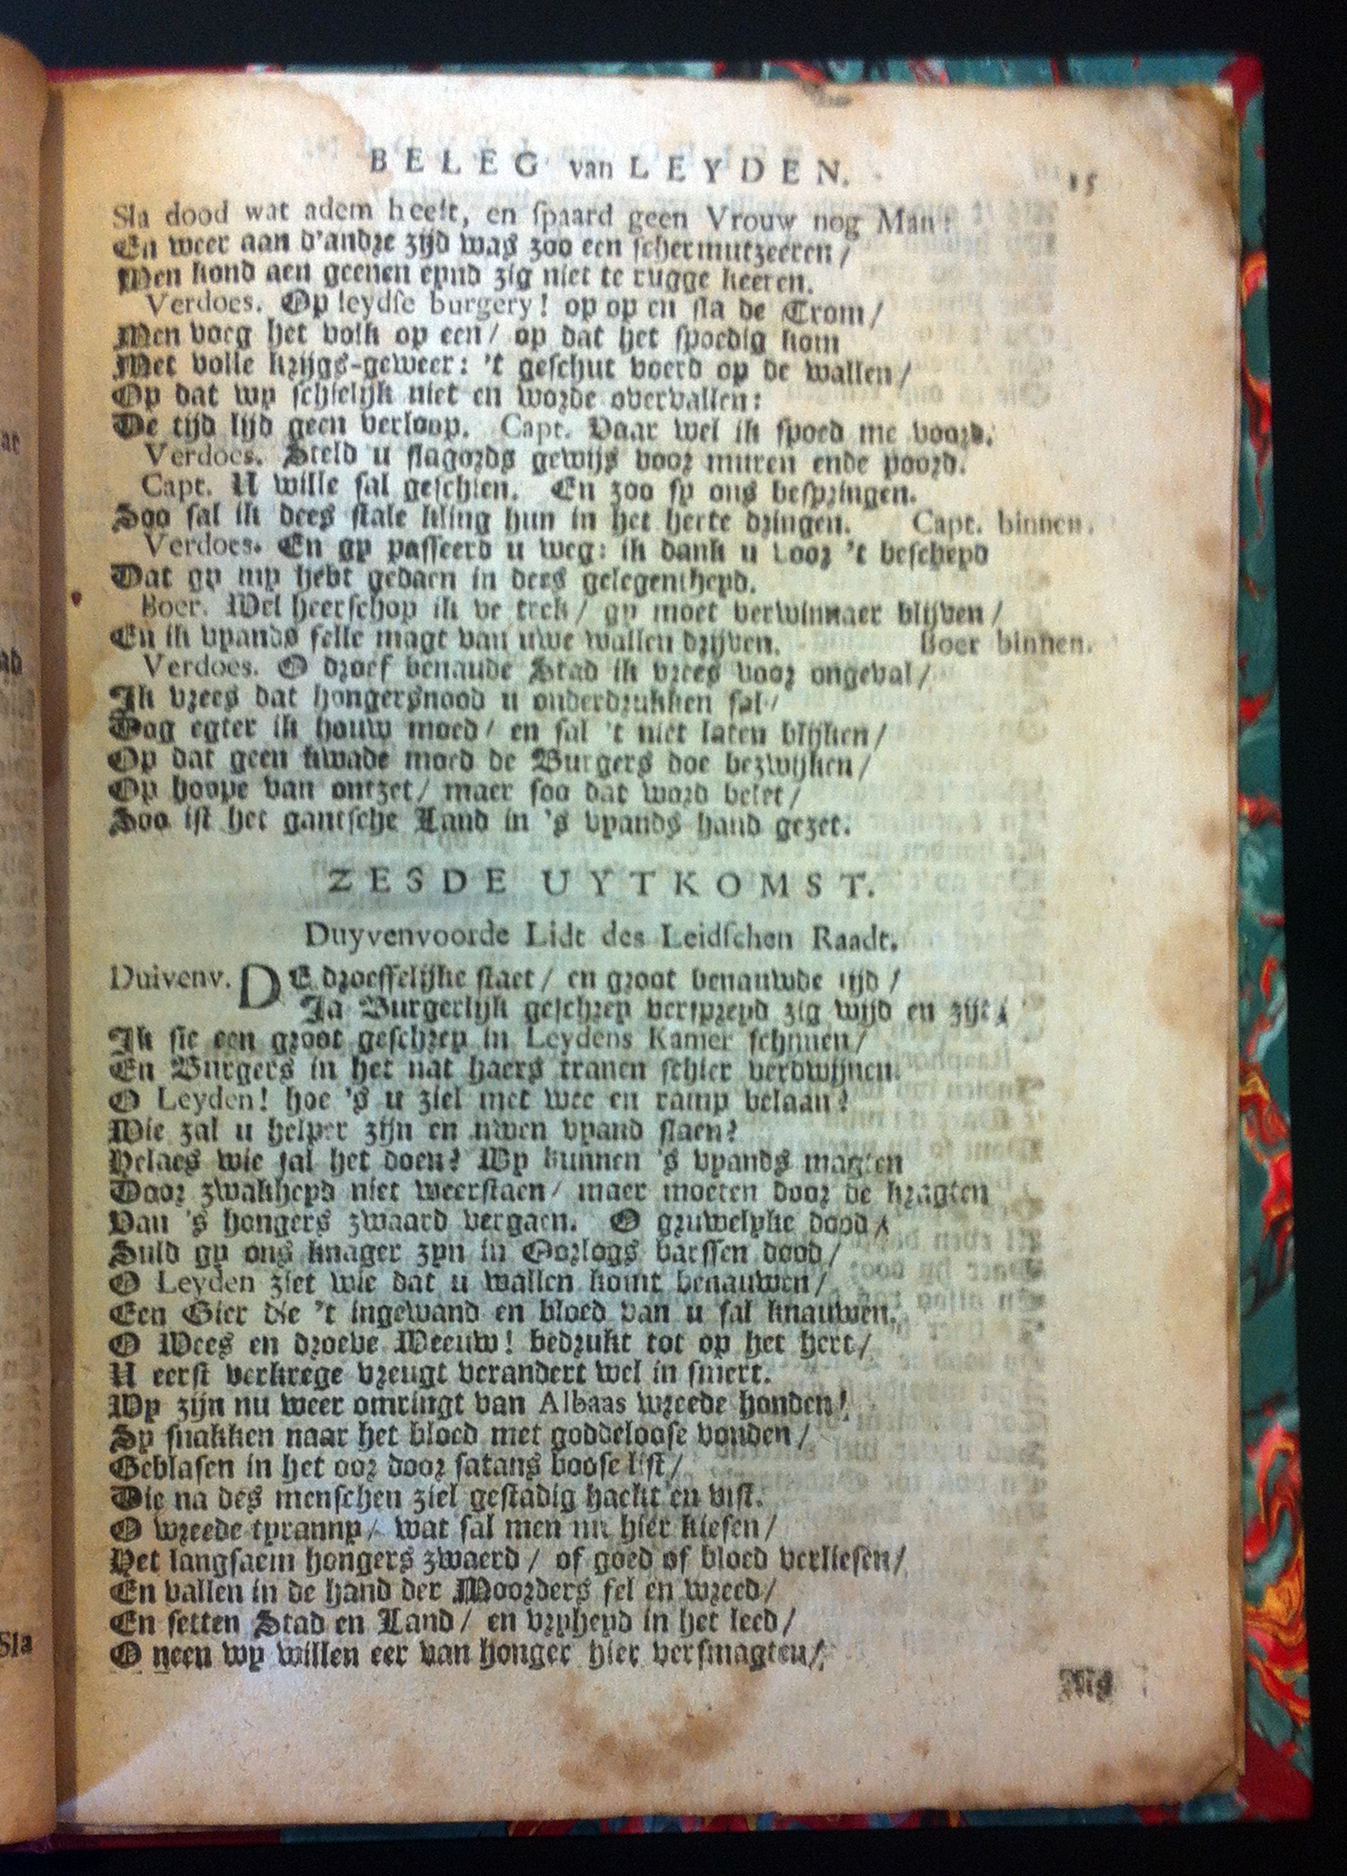 BELEG van LEYDEN. 15
Sla dood wat adem heeft, en spaard geen Vrouw nog Man!
En weer aan d'andre zijd was zoo een schermutzeeren /
Men kond aen geenen eynd zig niet te rugge keeren.
Verdoes. Op leydse burgery! op op en sla de Trom /
Men voeg het volk op een / op dat het spoedig kom
Met volle krijgs-geweer: 't geschut voerd op de wallen /
Op dat wy schielijk niet en worde overvallen:
De tijd lijd geen verloop. Capt. Vaar wel ik spoed me voord.
Verdoes. Steld u slagords gewijs voor muren ende poord.
Capt. U wille sal geschien. En zoo sy ons bespringen.
Soo sal ik dees stale kling hun in het herte dringen. Capt. binnen.
Verdoes. En gy passeerd u weg: ik dank u voor 't bescheyd
Dat gy my hebt gedaen in dees gelegentheyd.
Boer. Wel heerschop ik ve trek / gy moet verwinnaer blijven /
En ik vyands felle magt van uwe wallen drijven. Boer binnen.
Verdoes. O droef benaude Stad ik vrees voor ongeval /
Ik vrees dat hongersnood u onderdrukken sal /
Dog egter ik houw moed / en sal 't niet laten blijken /
Op dat geen kwade moed de Burgers doe bezwijken /
Op hoope van ontzet / maer soo dat word belet /
Soo ist het gantsche Land in 's vyands hand gezet.
ZESDE UYTKOMST.
Duyvenvoorde Lidt des Leidschen Raadt.
Duivenv. DE droeffelijke staet / en groot benauwde tijd /
Ja Burgerlijk geschrey verspreyd zig wijd en zijt /
Ik sie een groot geschrey in Leydens Kamer schijnen /
En Burgers in het nat haers tranen schier verdwijnen.
O Leyden! hoe 's u ziel met wee en ramp belaan?
Wie zal u helper zijn en uwen vyand slaen?
Helaes wie sal het doen? Wy kunnen 's vyands magten
Door zwakheyd niet weerstaen / maer moeten door de kragten
Van 's hongers zwaard vergaen. O gruwelyke dood /
Suld gy ons knager zyn in Oorlogs barssen dood /
O Leyden ziet wie dat u wallen komt benauwen /
Een Gier die 't ingewand en bloed van u sal knauwen.
O Wees en droeve Weeuw! bedrukt tot op het hert /
U eerst verkrege vreugt verandert wel in smert.
Wy zijn nu weer omringt van Albaas wreede honden!
Sy snakken naar het bloed met goddeloose vonden /
Geblasen in het oor door satans boose list /
Die na des menschen ziel gestadig hackt en vist.
O wreede tyranny / wat sal men nu hier kiesen /
Het langsaem hongers zwaerd / of goed of bloed verliesen /
En vallen in de hand der Moorders fel en wreed /
En setten Stad en Land / en vryheyd in het leed /
O neen wy willen eer van honger hier versmagten /